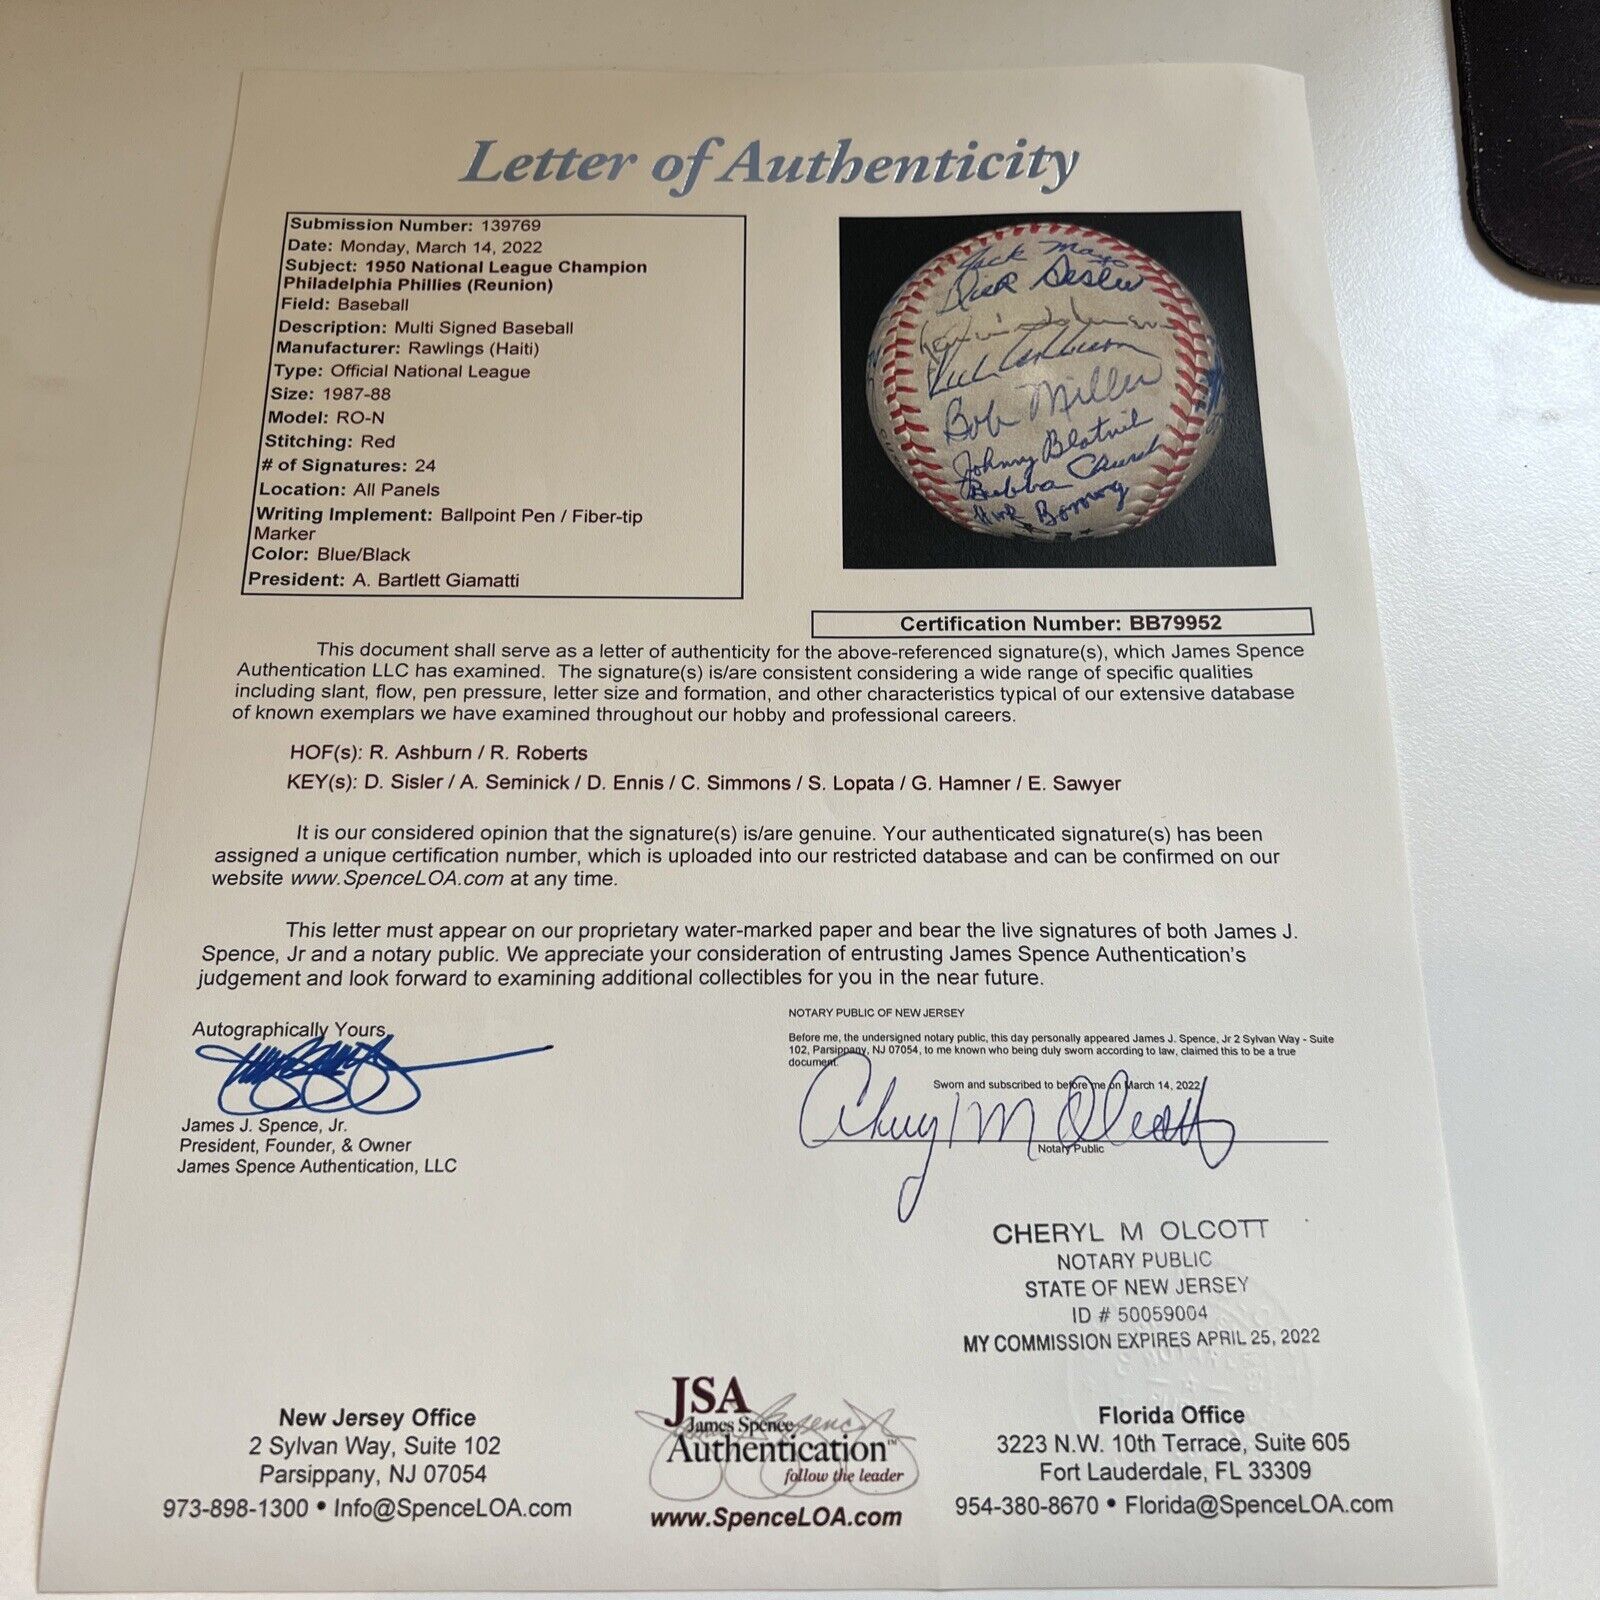 Letter of Authenticity
Submission Number: 139769
Date: Monday, March 14, 2022
Subject: 1950 National League Champion
Philadelphia Phillies (Reunion)
Field: Baseball
Description: Multi Signed Baseball
Manufacturer: Rawlings (Haiti)
Type: Official National League
Size: 1987-88
Model: RO-N
Stitching: Red
# of Signatures: 24
Location: All Panels
Writing Implement: Ballpoint Pen / Fiber-tip
Marker
Color: Blue/Black
President: A. Bartlett Giamatti
Jack Mayo
Dick Sisler
Bob Miller
Johnny Blatnik
Bubba Church
Hank Borowy
Certification Number: BB79952
This document shall serve as a letter of authenticity for the above-referenced signature(s), which James Spence
Authentication LLC has examined. The signature(s) is/are consistent considering a wide range of specific qualities
including slant, flow, pen pressure, letter size and formation, and other characteristics typical of our extensive database
of known exemplars we have examined throughout our hobby and professional careers.
HOF(s): R. Ashburn / R. Roberts
KEY(s): D. Sisler / A. Seminick / D. Ennis / C. Simmons / S. Lopata / G. Hamner / E. Sawyer
It is our considered opinion that the signature(s) is/are genuine. Your authenticated signature(s) has been
assigned a unique certification number, which is uploaded into our restricted database and can be confirmed on our
website www.SpenceLOA.com at any time.
This letter must appear on our proprietary water-marked paper and bear the live signatures of both James J.
Spence, Jr and a notary public. We appreciate your consideration of entrusting James Spence Authentication's
judgement and look forward to examining additional collectibles for you in the near future.
Autographically Yours,
James J. Spence, Jr.
President, Founder, & Owner
James Spence Authentication, LLC
NOTARY PUBLIC OF NEW JERSEY
Before me, the undersigned notary public, this day personally appeared James J. Spence, Jr 2 Sylvan Way - Suite
102, Parsippany, NJ 07054, to me known who being duly sworn according to law, claimed this to be a true
document.
Sworn and subscribed to before me on March 14, 2022
Cheryl M Olcott
Notary Public
CHERYL M OLCOTT
NOTARY PUBLIC
STATE OF NEW JERSEY
ID # 50059004
MY COMMISSION EXPIRES APRIL 25, 2022
New Jersey Office
2 Sylvan Way, Suite 102
Parsippany, NJ 07054
973-898-1300 • Info@SpenceLOA.com
JSA
James Spence
Authentication™
follow the leader
www.SpenceLOA.com
Florida Office
3223 N.W. 10th Terrace, Suite 605
Fort Lauderdale, FL 33309
954-380-8670 • Florida@SpenceLOA.com